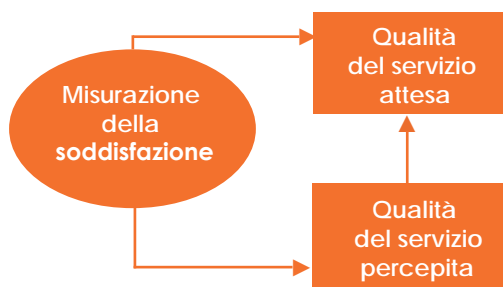 Misurazione
della
soddisfazione
Qualità
del servizio
attesa
Qualità
del servizio
percepita